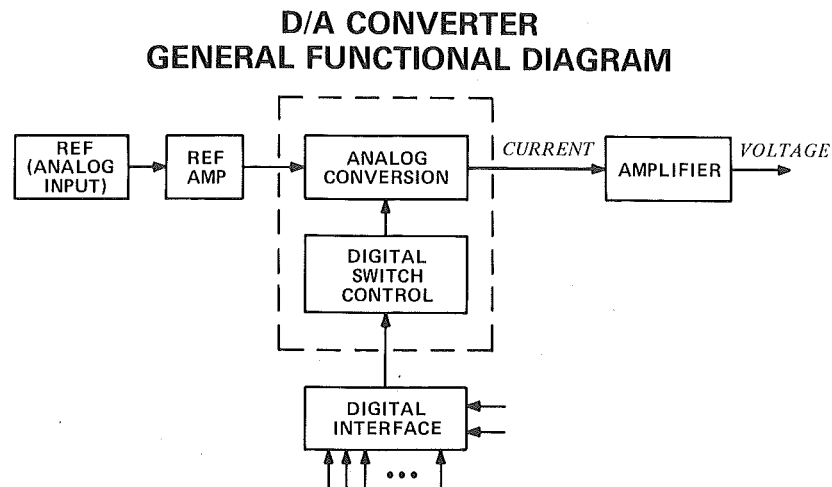 D/A CONVERTER
GENERAL FUNCTIONAL DIAGRAM
REF
(ANALOG
INPUT)
REF
AMP
ANALOG
CONVERSION
CURRENT
AMPLIFIER
VOLTAGE
DIGITAL
SWITCH
CONTROL
DIGITAL
INTERFACE